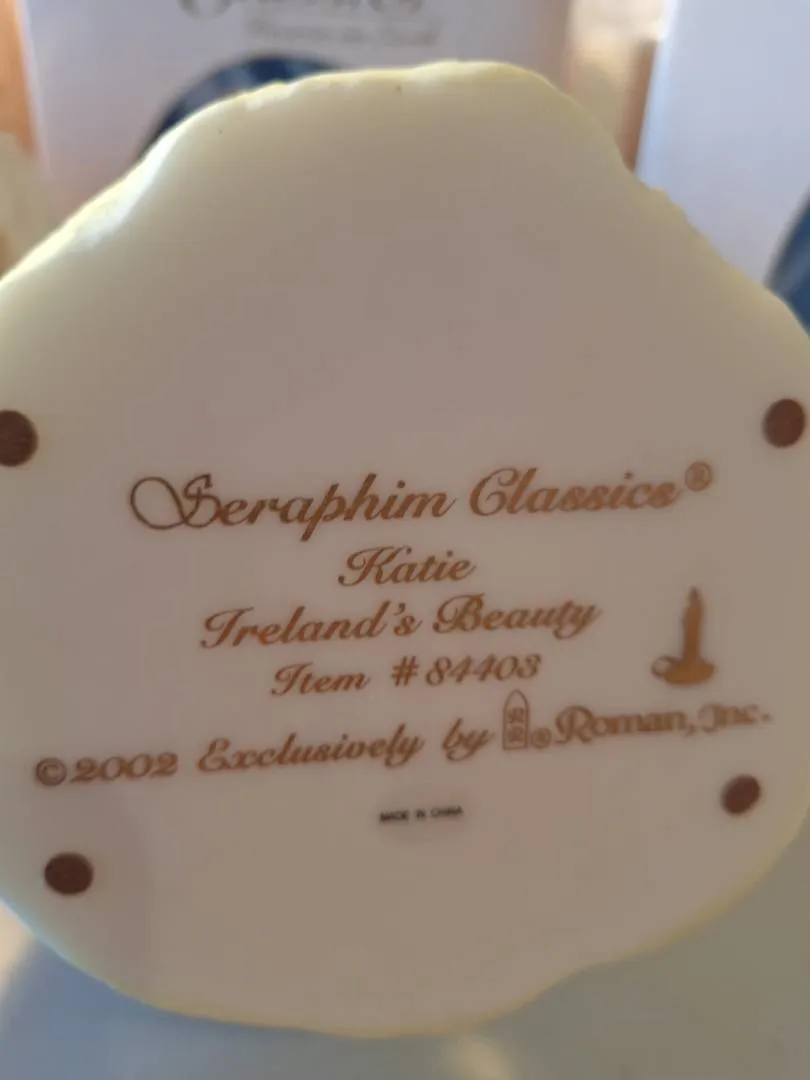 Seraphim Classics®
Katie
Ireland's Beauty
Item #84403
©2002 Exclusively by ® Roman, Inc.
MADE IN CHINA